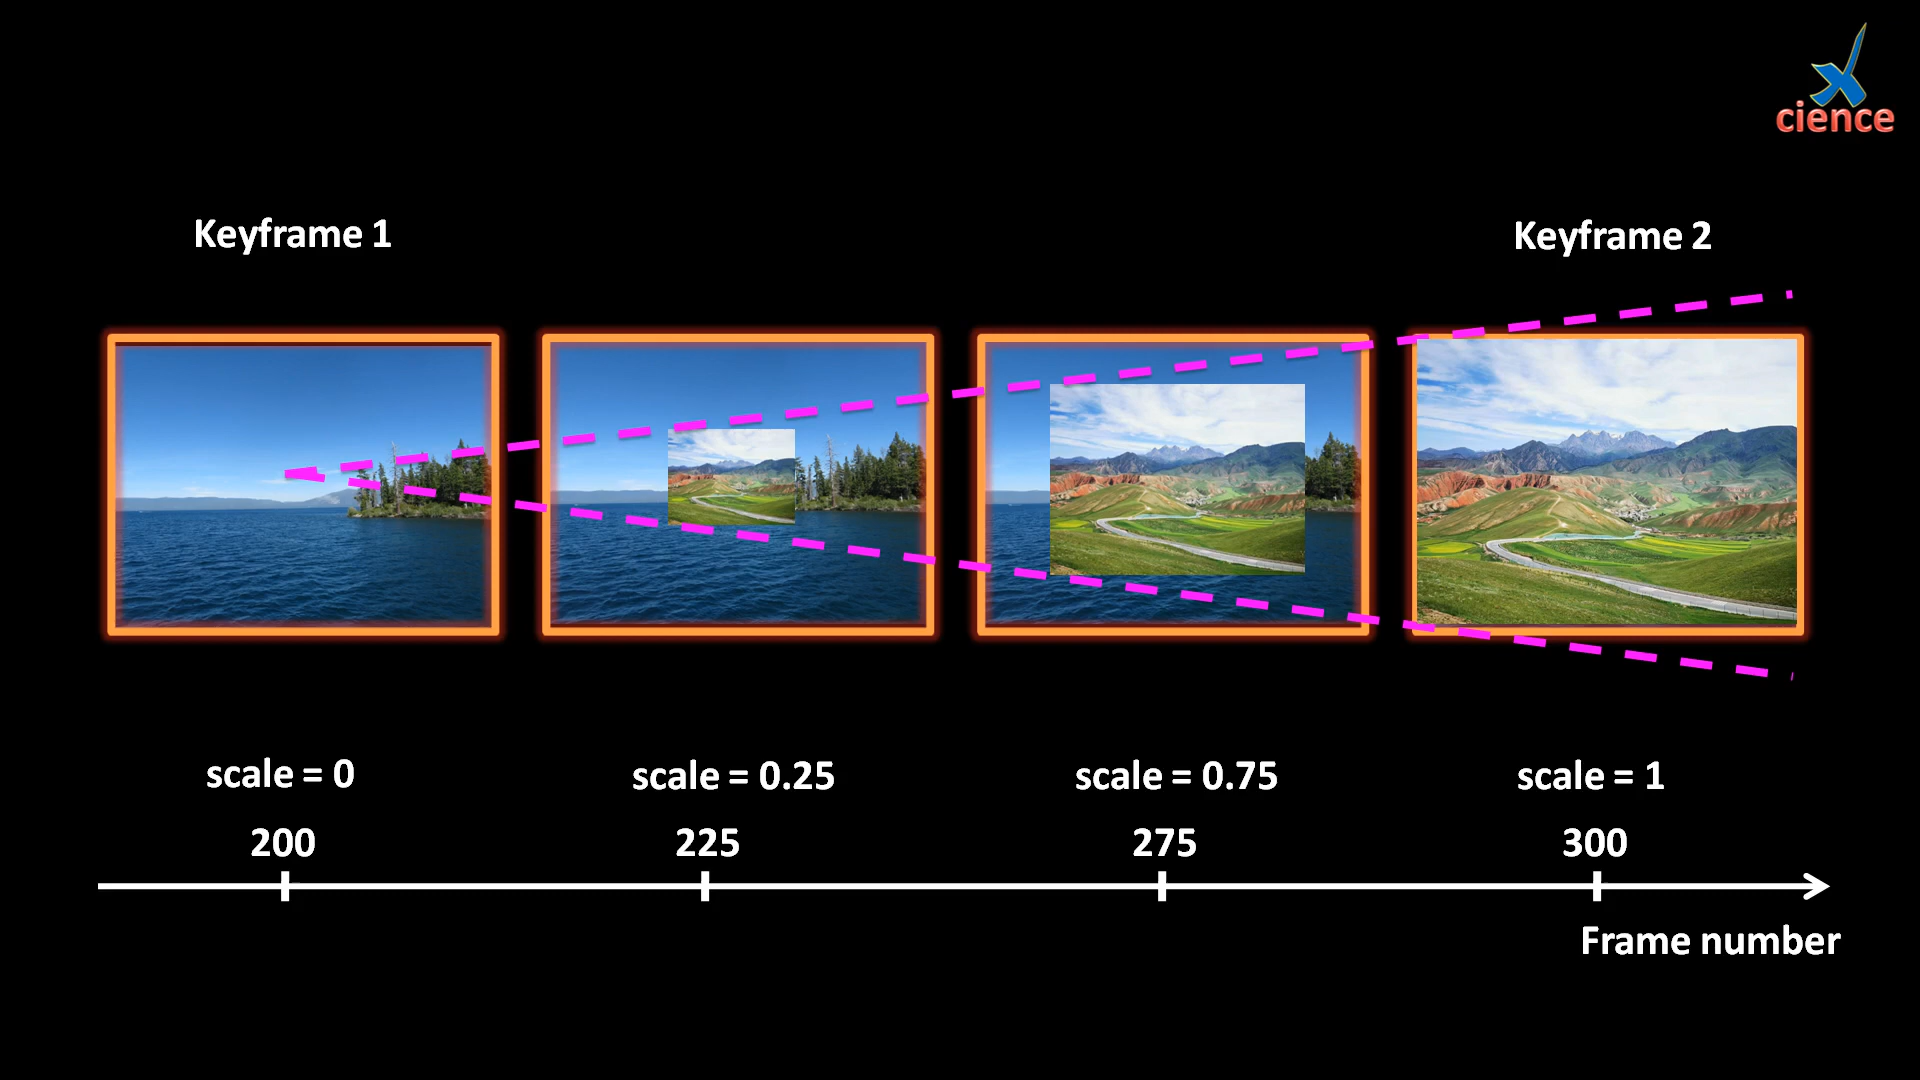 cience
Keyframe 1
Keyframe 2
scale = 0
scale = 0.25
scale = 0.75
scale = 1
200
225
275
300
Frame number